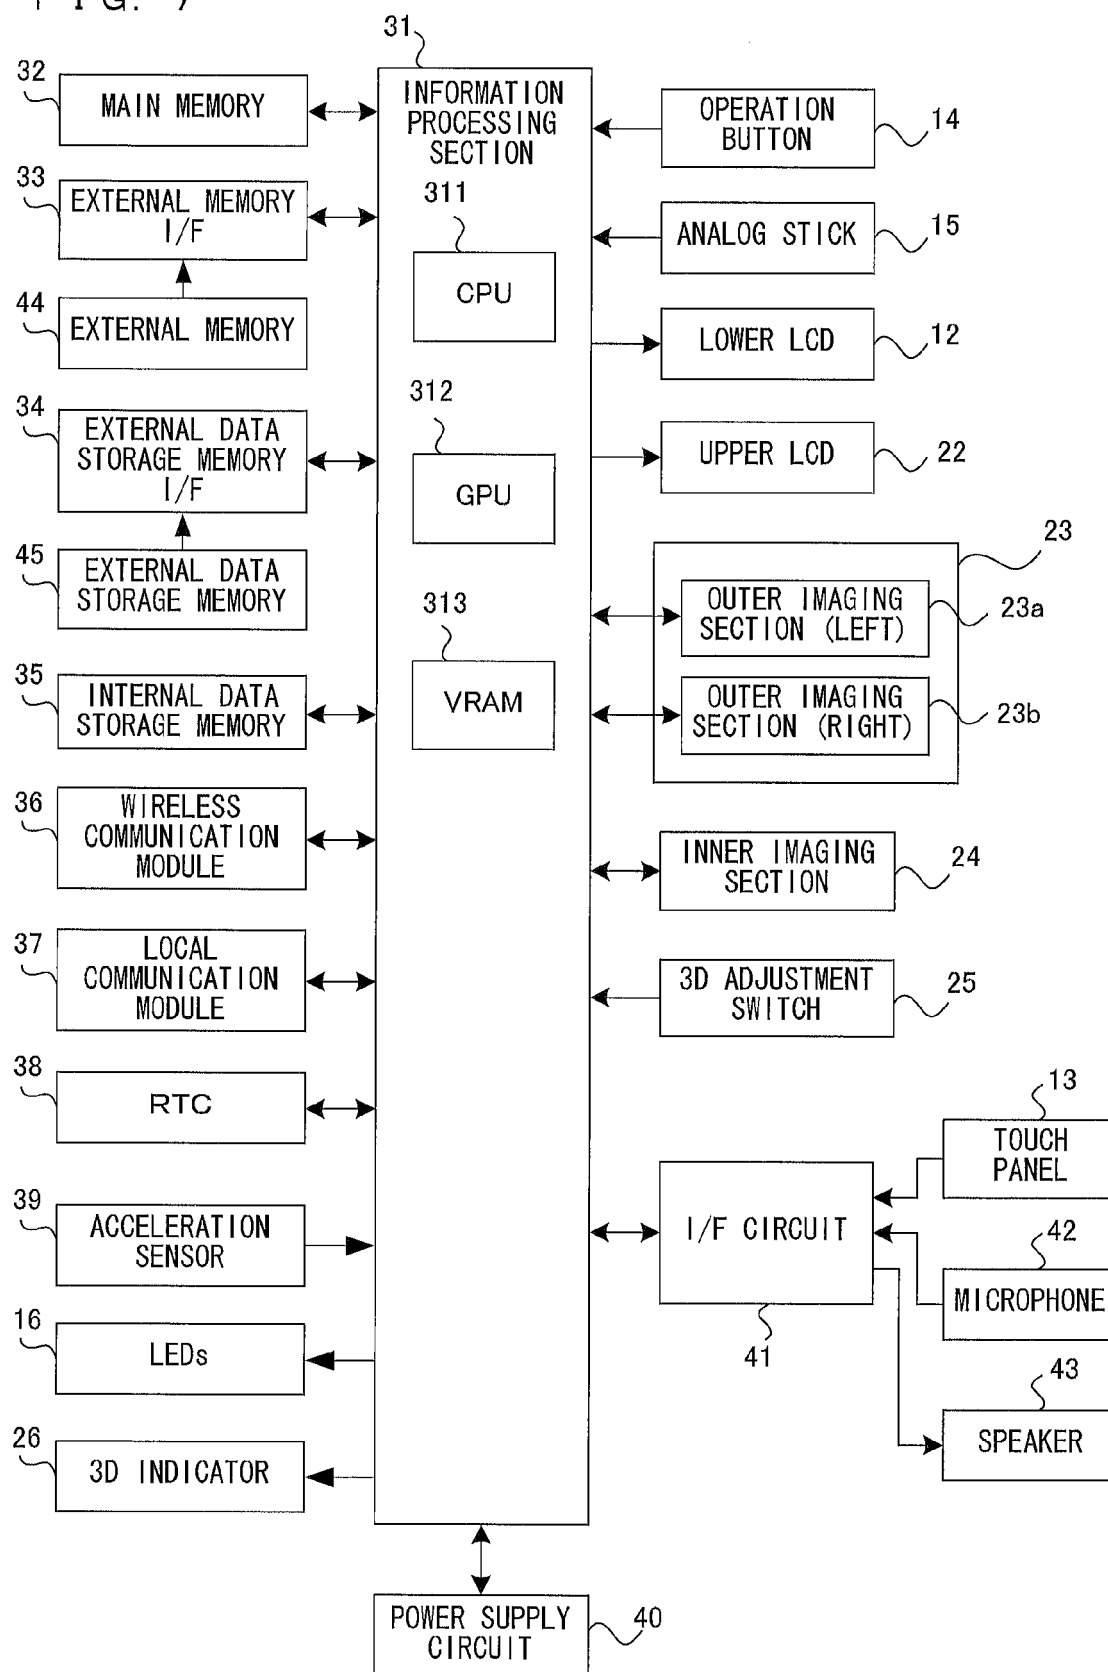 FIG. 7
31
32
MAIN MEMORY
33
EXTERNAL MEMORY
I/F
44
EXTERNAL MEMORY
34
EXTERNAL DATA
STORAGE MEMORY
I/F
45
EXTERNAL DATA
STORAGE MEMORY
35
INTERNAL DATA
STORAGE MEMORY
36
WIRELESS
COMMUNICATION
MODULE
37
LOCAL
COMMUNICATION
MODULE
38
RTC
39
ACCELERATION
SENSOR
16
LEDs
26
3D INDICATOR
INFORMATION
PROCESSING
SECTION
311
CPU
312
GPU
313
VRAM
OPERATION
BUTTON
14
ANALOG STICK
15
LOWER LCD
12
UPPER LCD
22
23
OUTER IMAGING
SECTION (LEFT)
23a
OUTER IMAGING
SECTION (RIGHT)
23b
INNER IMAGING
SECTION
24
3D ADJUSTMENT
SWITCH
25
13
TOUCH
PANEL
I/F CIRCUIT
41
42
MICROPHONE
43
SPEAKER
POWER SUPPLY
CIRCUIT
40